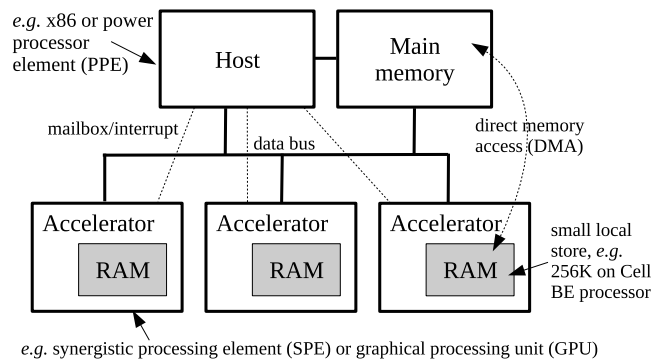 e.g. x86 or power
processor
element (PPE)
Host
Main
memory
mailbox/interrupt
data bus
direct memory
access (DMA)
Accelerator
RAM
Accelerator
RAM
Accelerator
RAM
small local
store, e.g.
256K on Cell
BE processor
e.g. synergistic processing element (SPE) or graphical processing unit (GPU)